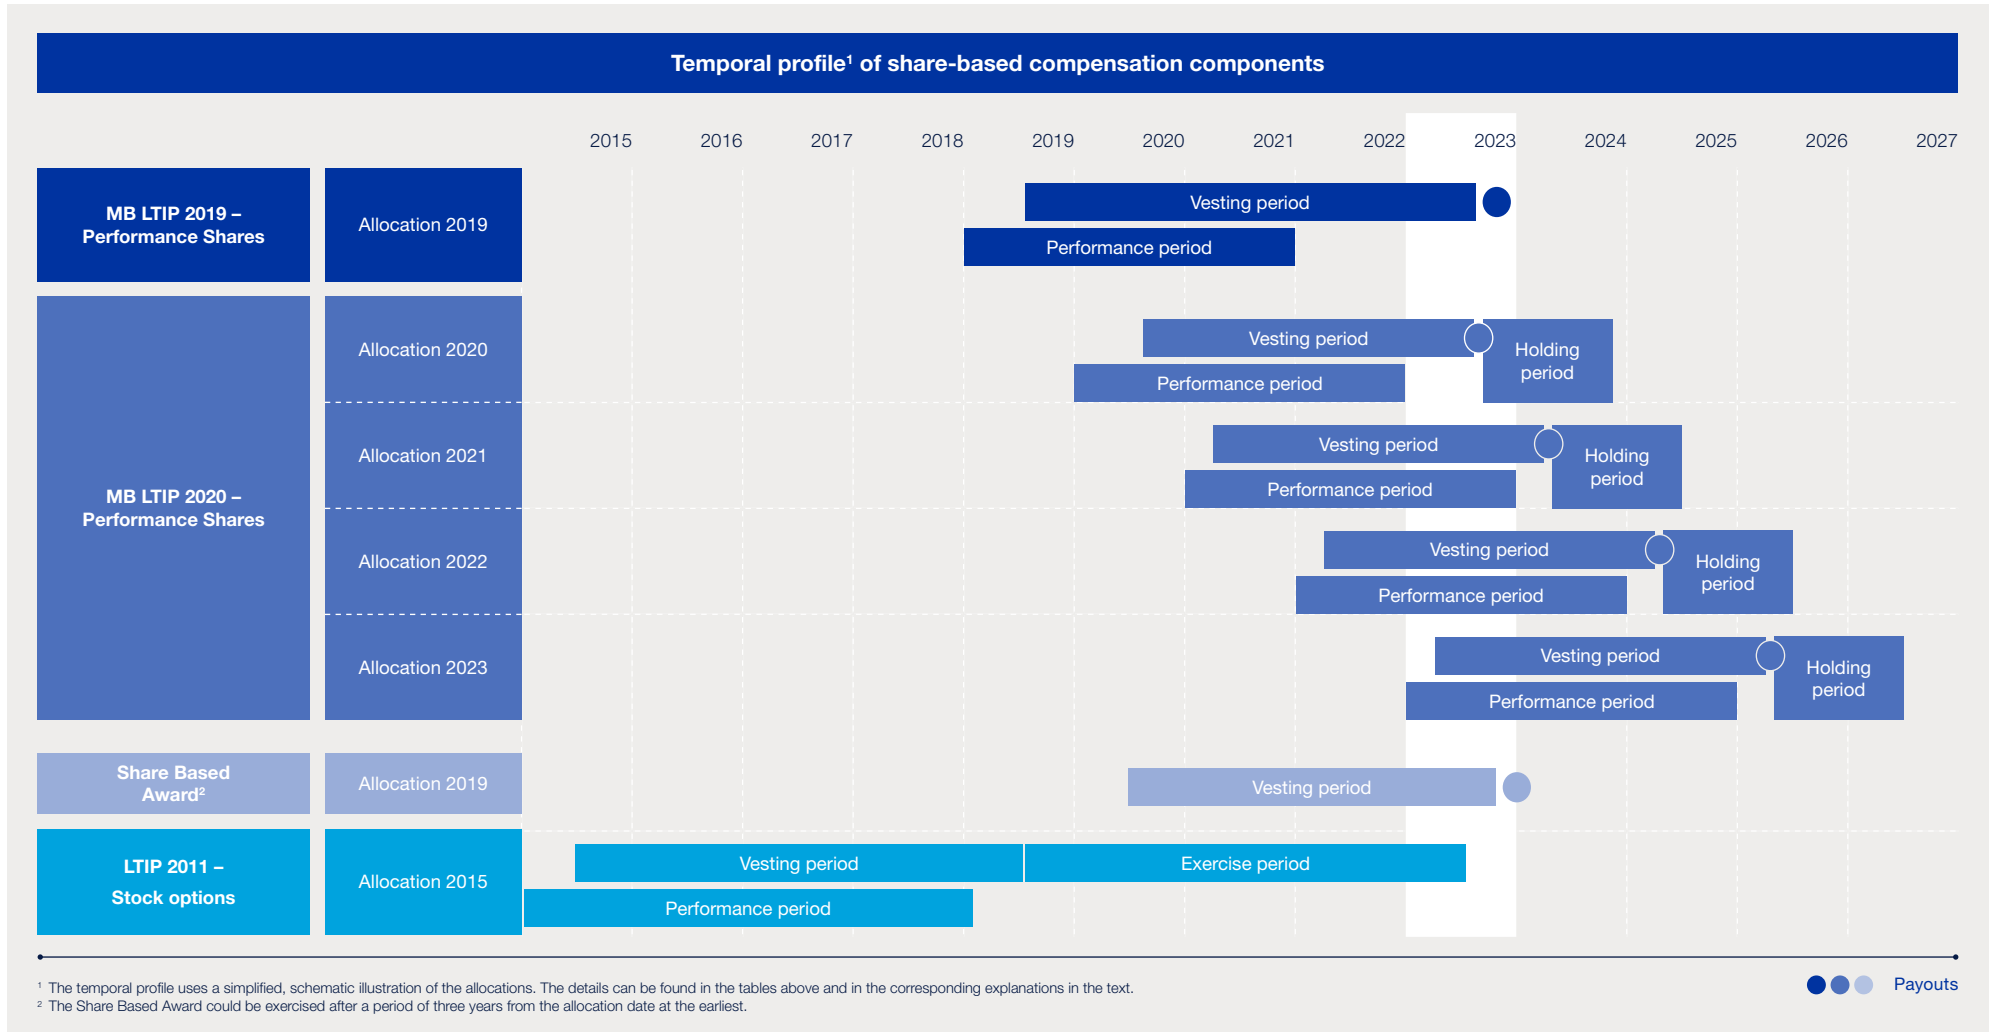 Temporal profile¹ of share-based compensation components
2015 2016 2017 2018 2019 2020 2021 2022 2023 2024 2025 2026 2027
MB LTIP 2019 –
Performance Shares
Allocation 2019
Vesting period
Performance period
MB LTIP 2020 –
Performance Shares
Allocation 2020
Vesting period
Performance period
Holding
period
Allocation 2021
Vesting period
Performance period
Holding
period
Allocation 2022
Vesting period
Performance period
Holding
period
Allocation 2023
Vesting period
Performance period
Holding
period
Share Based
Award²
Allocation 2019
Vesting period
LTIP 2011 –
Stock options
Allocation 2015
Vesting period
Exercise period
Performance period
¹ The temporal profile uses a simplified, schematic illustration of the allocations. The details can be found in the tables above and in the corresponding explanations in the text.
² The Share Based Award could be exercised after a period of three years from the allocation date at the earliest.
Payouts